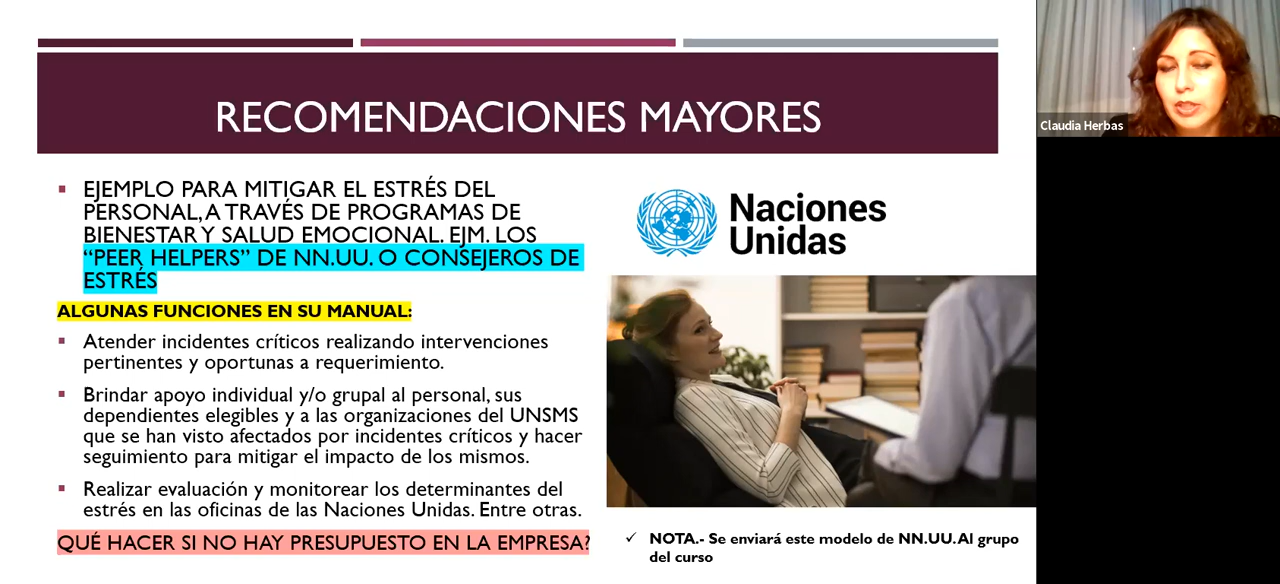 RECOMENDACIONES MAYORES
EJEMPLO PARA MITIGAR EL ESTRÉS DEL
PERSONAL, A TRAVÉS DE PROGRAMAS DE
BIENESTAR Y SALUD EMOCIONAL. EJM. LOS
“PEER HELPERS” DE NN.UU. O CONSEJEROS DE
ESTRÉS
ALGUNAS FUNCIONES EN SU MANUAL:
Atender incidentes críticos realizando intervenciones
pertinentes y oportunas a requerimiento.
Brindar apoyo individual y/o grupal al personal, sus
dependientes elegibles y a las organizaciones del UNSMS
que se han visto afectados por incidentes críticos y hacer
seguimiento para mitigar el impacto de los mismos.
Realizar evaluación y monitorear los determinantes del
estrés en las oficinas de las Naciones Unidas. Entre otras.
QUÉ HACER SI NO HAY PRESUPUESTO EN LA EMPRESA?
Naciones
Unidas
NOTA.- Se enviará este modelo de NN.UU. Al grupo
del curso
Claudia Herbas